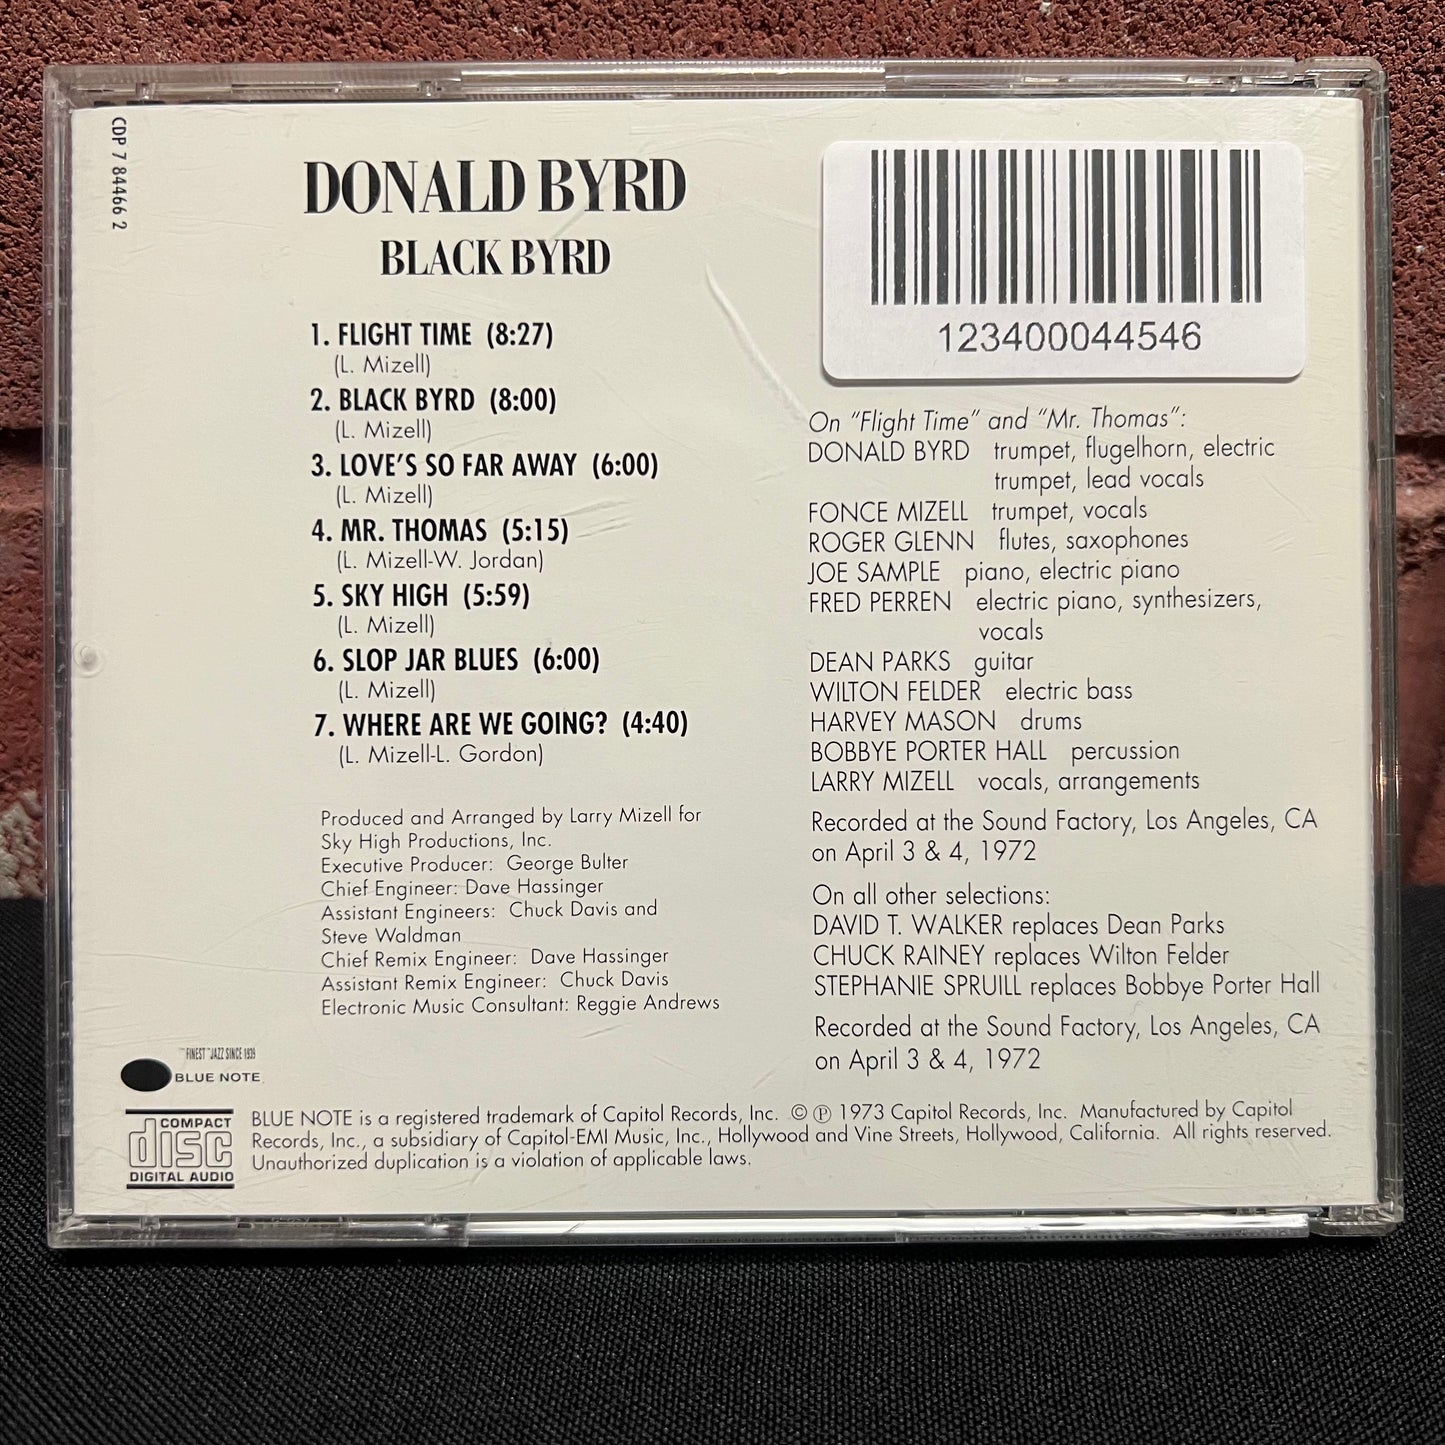 CDP 7 84466 2
DONALD BYRD
BLACK BYRD
1. FLIGHT TIME (8:27)
(L. Mizell)
2. BLACK BYRD (8:00)
(L. Mizell)
3. LOVE'S SO FAR AWAY (6:00)
(L. Mizell)
4. MR. THOMAS (5:15)
(L. Mizell-W. Jordan)
5. SKY HIGH (5:59)
(L. Mizell)
6. SLOP JAR BLUES (6:00)
(L. Mizell)
7. WHERE ARE WE GOING? (4:40)
(L. Mizell-L. Gordon)
Produced and Arranged by Larry Mizell for
Sky High Productions, Inc.
Executive Producer: George Bulter
Chief Engineer: Dave Hassinger
Assistant Engineers: Chuck Davis and
Steve Waldman
Chief Remix Engineer: Dave Hassinger
Assistant Remix Engineer: Chuck Davis
Electronic Music Consultant: Reggie Andrews
123400044546
On "Flight Time" and "Mr. Thomas":
DONALD BYRD trumpet, flugelhorn, electric
trumpet, lead vocals
FONCE MIZELL trumpet, vocals
ROGER GLENN flutes, saxophones
JOE SAMPLE piano, electric piano
FRED PERREN electric piano, synthesizers,
vocals
DEAN PARKS guitar
WILTON FELDER electric bass
HARVEY MASON drums
BOBBYE PORTER HALL percussion
LARRY MIZELL vocals, arrangements
Recorded at the Sound Factory, Los Angeles, CA
on April 3 & 4, 1972
On all other selections:
DAVID T. WALKER replaces Dean Parks
CHUCK RAINEY replaces Wilton Felder
STEPHANIE SPRUILL replaces Bobbye Porter Hall
Recorded at the Sound Factory, Los Angeles, CA
on April 3 & 4, 1972
THE FINEST IN JAZZ SINCE 1939
BLUE NOTE
COMPACT
disc
DIGITAL AUDIO
BLUE NOTE is a registered trademark of Capitol Records, Inc. © ℗ 1973 Capitol Records, Inc. Manufactured by Capitol
Records, Inc., a subsidiary of Capitol-EMI Music, Inc., Hollywood and Vine Streets, Hollywood, California. All rights reserved.
Unauthorized duplication is a violation of applicable laws.